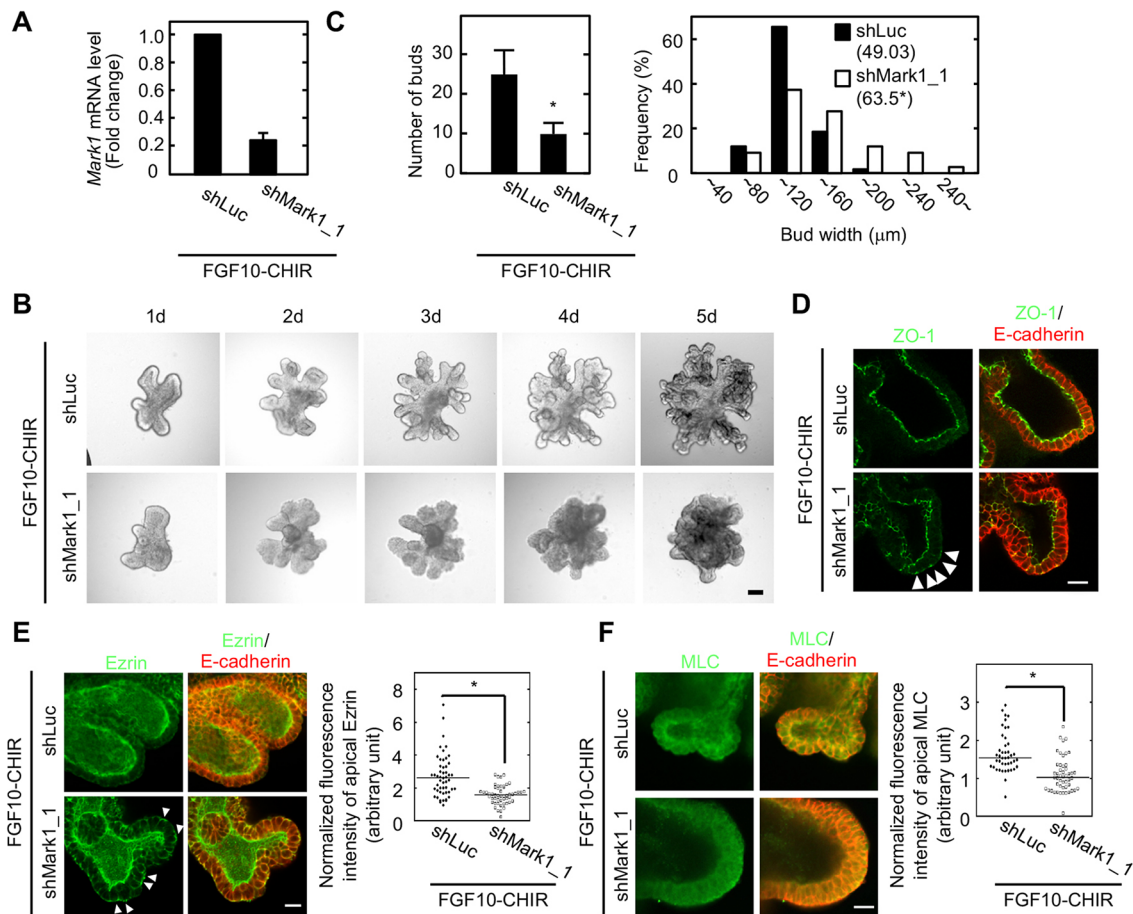 A
Mark1 mRNA level
(Fold change)
1.0
0.8
0.6
0.4
0.2
0
shLuc
shMark1_1
FGF10-CHIR
C
Number of buds
30
20
10
0
*
shLuc
shMark1_1
FGF10-CHIR
Frequency (%)
60
40
20
0
shLuc
(49.03)
shMark1_1
(63.5*)
~40
~80
~120
~160
~200
~240
240~
Bud width (μm)
B
1d
2d
3d
4d
5d
FGF10-CHIR
shLuc
shMark1_1
D
ZO-1
ZO-1/
E-cadherin
FGF10-CHIR
shLuc
shMark1_1
E
Ezrin
Ezrin/
E-cadherin
FGF10-CHIR
shLuc
shMark1_1
Normalized fluorescence
intensity of apical Ezrin
(arbitrary unit)
8
6
4
2
0
*
shLuc
shMark1_1
FGF10-CHIR
F
MLC
MLC/
E-cadherin
FGF10-CHIR
shLuc
shMark1_1
Normalized fluorescence
intensity of apical MLC
(arbitrary unit)
3
2
1
0
*
shLuc
shMark1_1
FGF10-CHIR